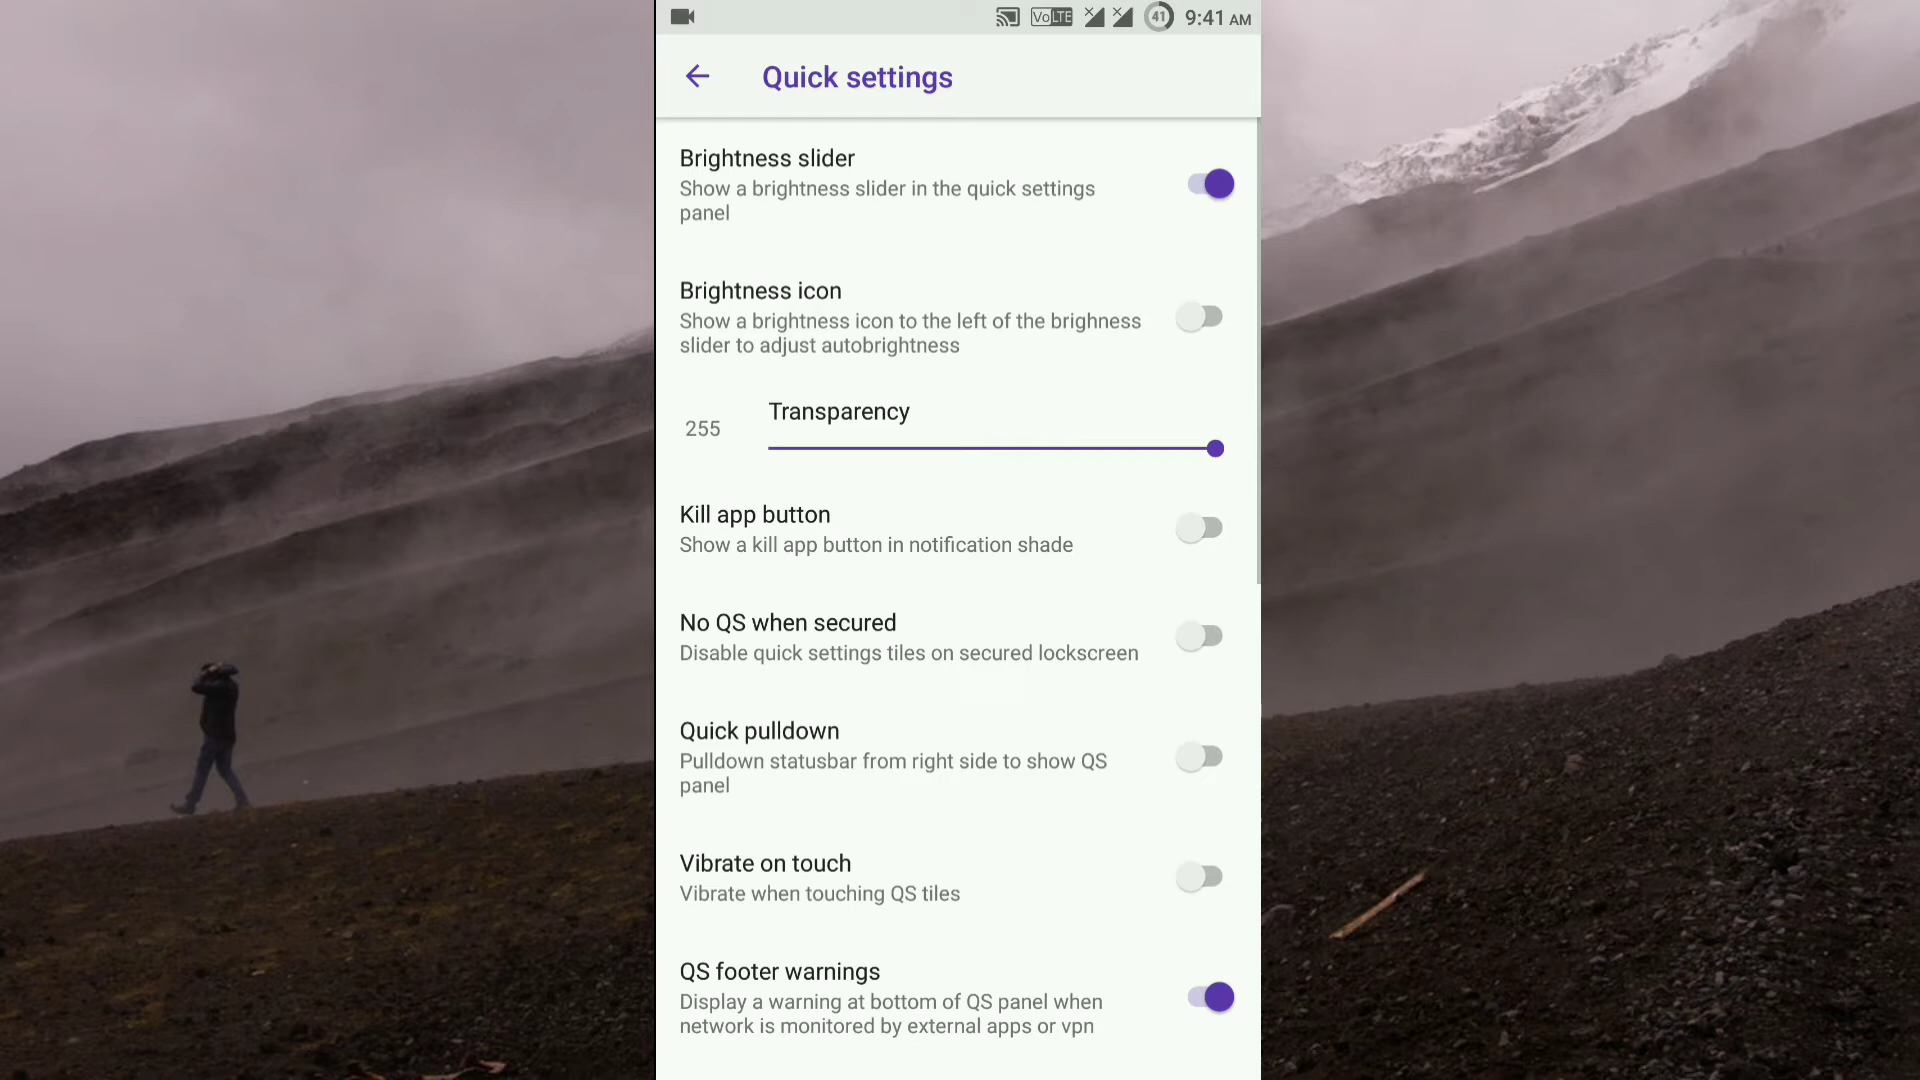 VoLTE 41 9:41 AM
Quick settings
Brightness slider
Show a brightness slider in the quick settings
panel
Brightness icon
Show a brightness icon to the left of the brighness
slider to adjust autobrightness
Transparency
255
Kill app button
Show a kill app button in notification shade
No QS when secured
Disable quick settings tiles on secured lockscreen
Quick pulldown
Pulldown statusbar from right side to show QS
panel
Vibrate on touch
Vibrate when touching QS tiles
QS footer warnings
Display a warning at bottom of QS panel when
network is monitored by external apps or vpn